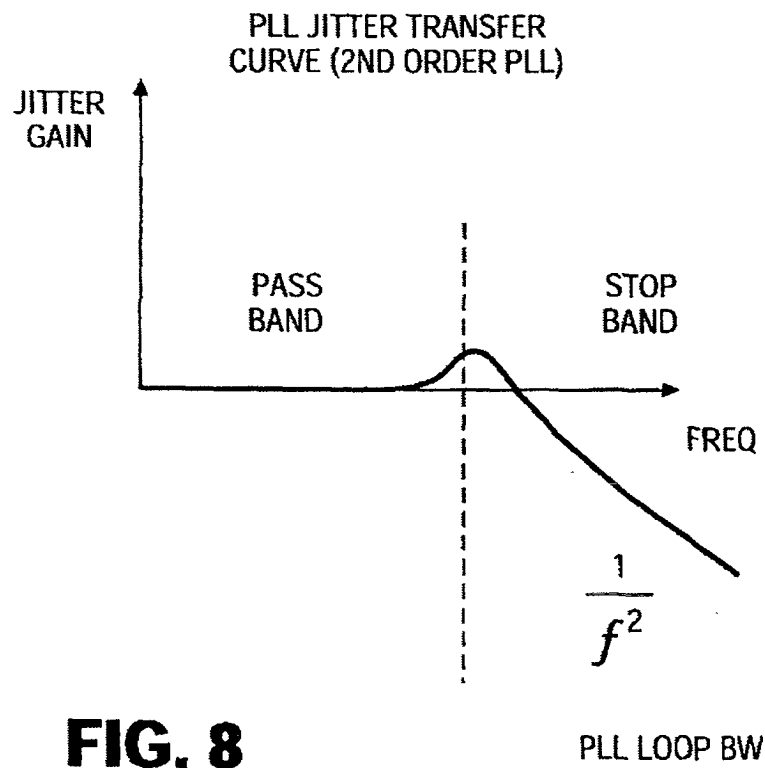 PLL JITTER TRANSFER
CURVE (2ND ORDER PLL)
JITTER
GAIN
PASS
BAND
STOP
BAND
FREQ
1
f²
FIG. 8
PLL LOOP BW